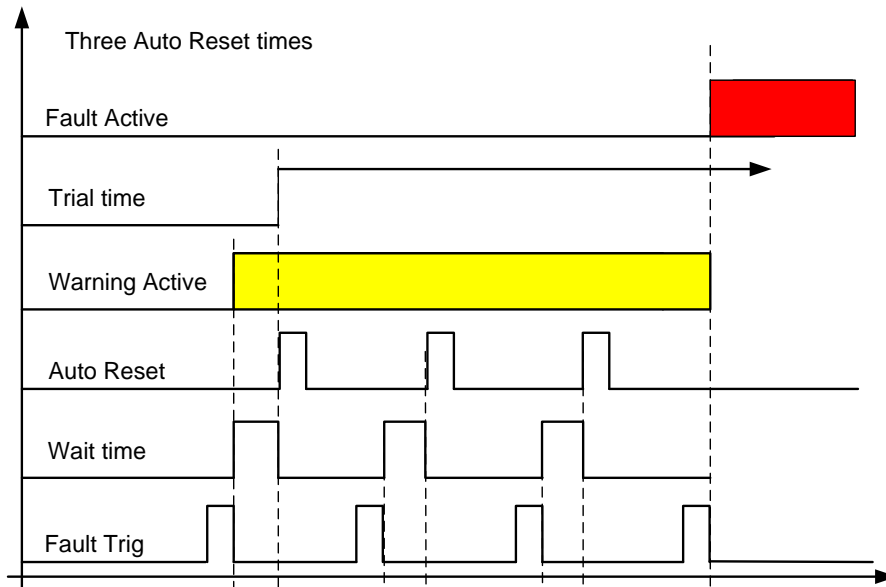 Three Auto Reset times
Fault Active
Trial time
Warning Active
Auto Reset
Wait time
Fault Trig